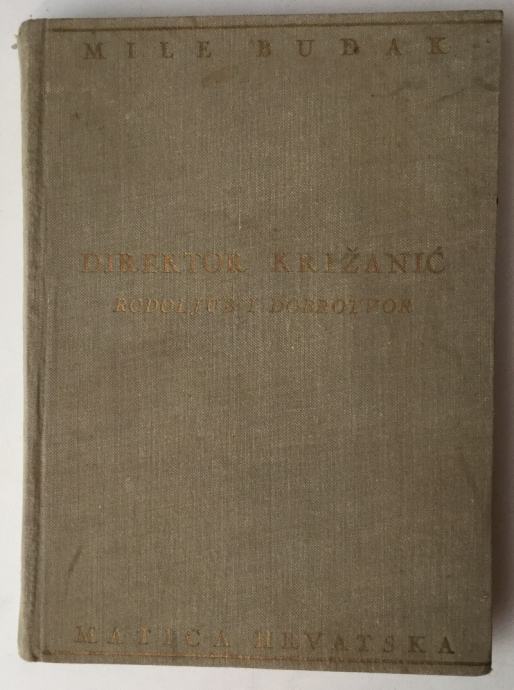 MILE BUDAK
DIREKTOR KRIŽANIĆ
RODOLJUB I DOBROTVOR
MATICA HRVATSKA